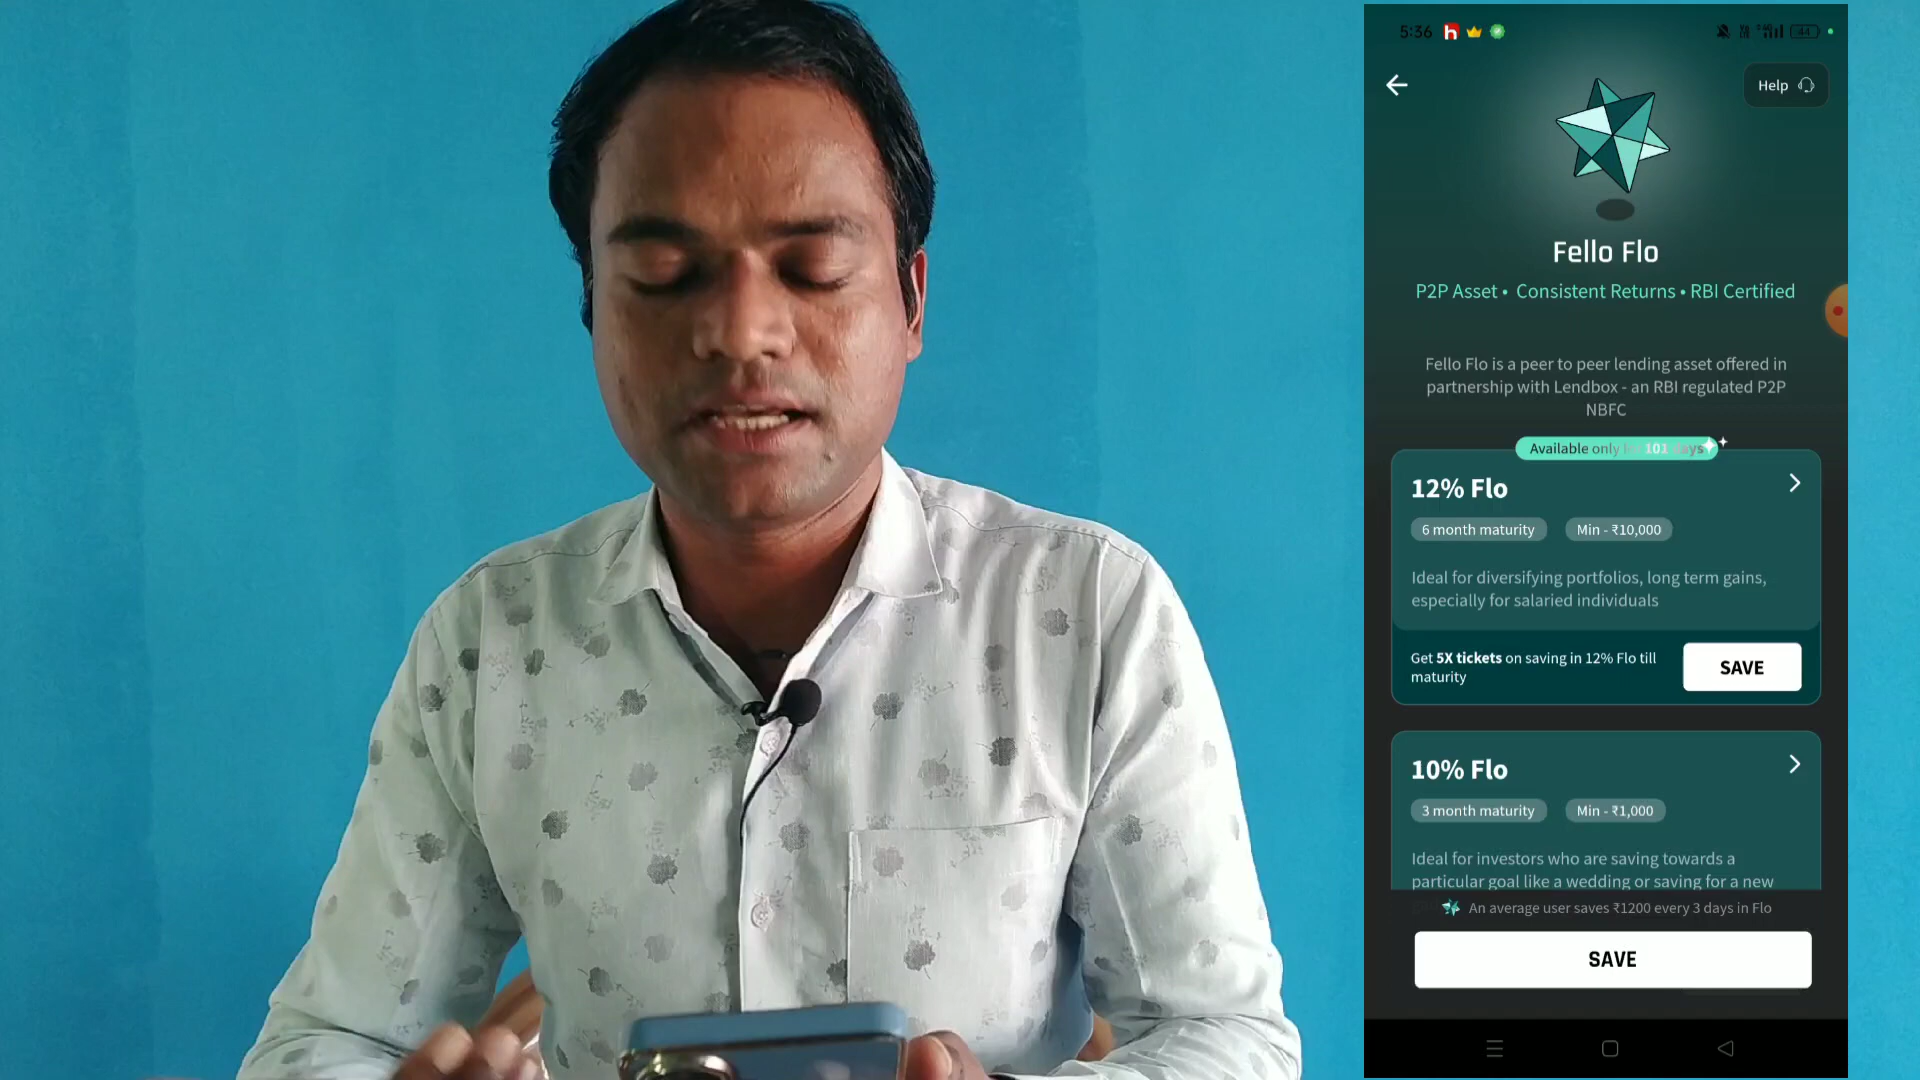 5:36
h
44
Help
Fello Flo
P2P Asset • Consistent Returns • RBI Certified
Fello Flo is a peer to peer lending asset offered in
partnership with Lendbox - an RBI regulated P2P
NBFC
Available only 101 days
12% Flo
6 month maturity
Min - ₹10,000
Ideal for diversifying portfolios, long term gains,
especially for salaried individuals
Get 5X tickets on saving in 12% Flo till
maturity
SAVE
10% Flo
3 month maturity
Min - ₹1,000
Ideal for investors who are saving towards a
particular goal like a wedding or saving for a new
An average user saves ₹1200 every 3 days in Flo
SAVE